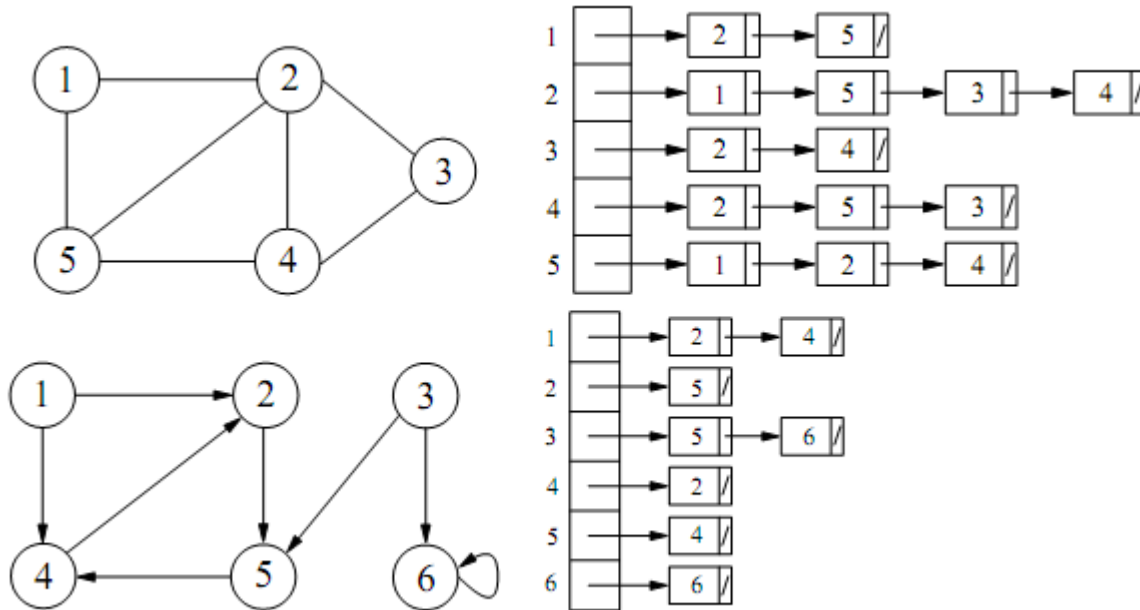 1 2
3
5 4
1 2 5 /
2 1 5 3 4 /
3 2 4 /
4 2 5 3 /
5 1 2 4 /
1 2 3
4 5 6
1 2 4 /
2 5 /
3 5 6 /
4 2 /
5 4 /
6 6 /